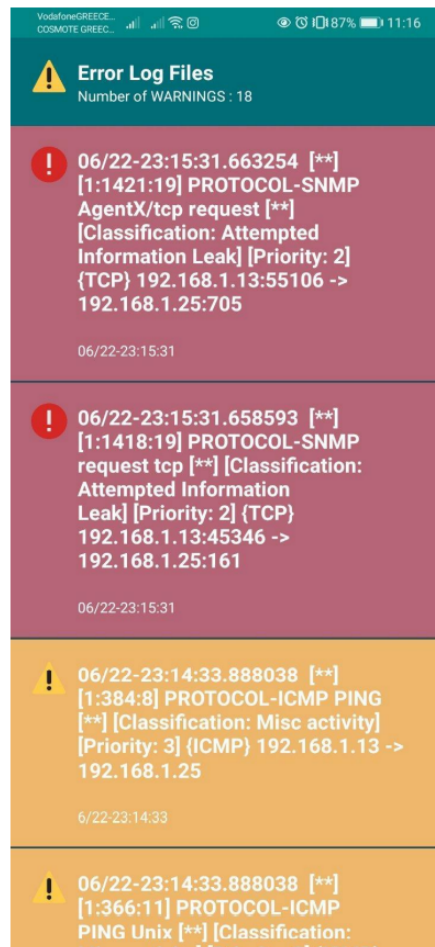 VodafoneGREECE...
COSMOTE GREEC...
87% 11:16
Error Log Files
Number of WARNINGS : 18
06/22-23:15:31.663254 [**]
[1:1421:19] PROTOCOL-SNMP
AgentX/tcp request [**]
[Classification: Attempted
Information Leak] [Priority: 2]
{TCP} 192.168.1.13:55106 ->
192.168.1.25:705
06/22-23:15:31
06/22-23:15:31.658593 [**]
[1:1418:19] PROTOCOL-SNMP
request tcp [**] [Classification:
Attempted Information
Leak] [Priority: 2] {TCP}
192.168.1.13:45346 ->
192.168.1.25:161
06/22-23:15:31
06/22-23:14:33.888038 [**]
[1:384:8] PROTOCOL-ICMP PING
[**] [Classification: Misc activity]
[Priority: 3] {ICMP} 192.168.1.13 ->
192.168.1.25
6/22-23:14:33
06/22-23:14:33.888038 [**]
[1:366:11] PROTOCOL-ICMP
PING Unix [**] [Classification: